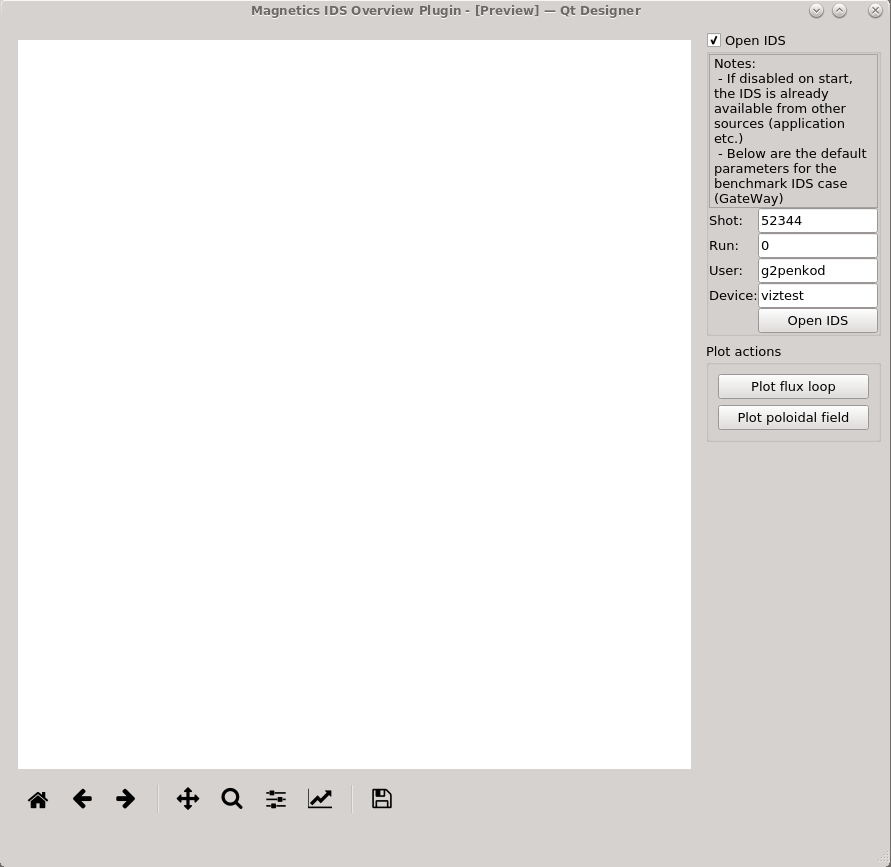 Magnetics IDS Overview Plugin - [Preview] — Qt Designer
Open IDS
Notes:
- If disabled on start,
the IDS is already
available from other
sources (application
etc.)
- Below are the default
parameters for the
benchmark IDS case
(GateWay)
Shot: 52344
Run: 0
User: g2penkod
Device: viztest
Open IDS
Plot actions
Plot flux loop
Plot poloidal field